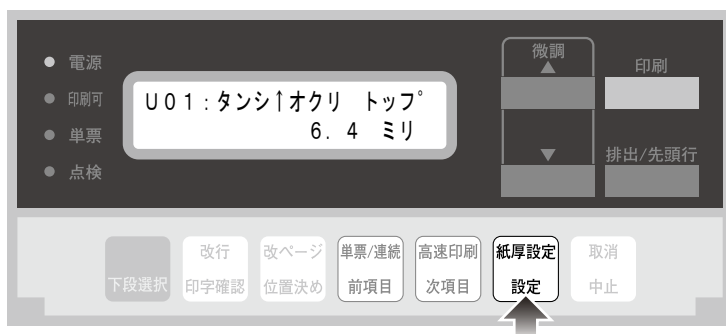 電源
印刷可
単票
点検
U01:タンシ↑オクリ トップ
6.4 ミリ
微調
▲
▼
印刷
排出/先頭行
下段選択
改行
印字確認
改ページ
位置決め
単票/連続
前項目
高速印刷
次項目
紙厚設定
設定
取消
中止